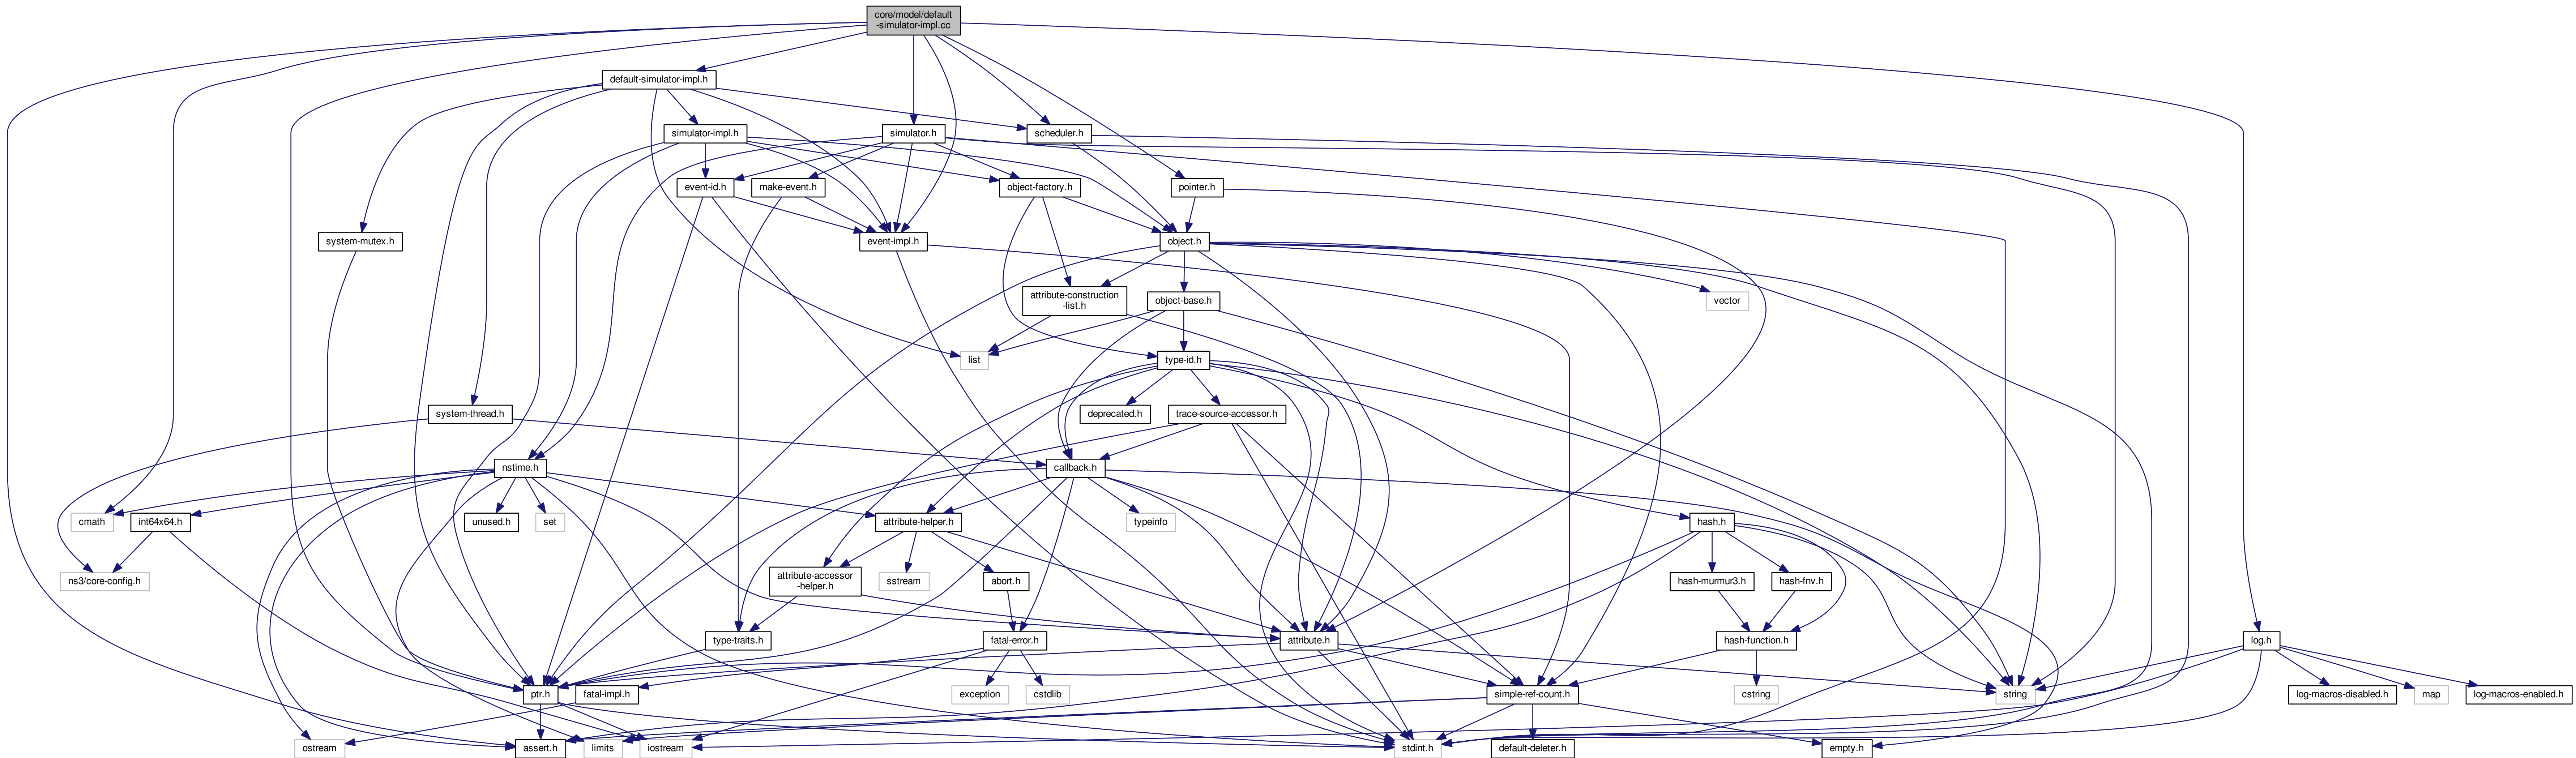 core/model/default
-simulator-impl.cc
default-simulator-impl.h
simulator-impl.h
simulator.h
scheduler.h
event-id.h
make-event.h
object-factory.h
pointer.h
system-mutex.h
event-impl.h
object.h
attribute-construction
-list.h
object-base.h
vector
list
type-id.h
system-thread.h
deprecated.h
trace-source-accessor.h
nstime.h
callback.h
cmath
int64x64.h
unused.h
set
attribute-helper.h
typeinfo
hash.h
ns3/core-config.h
attribute-accessor
-helper.h
sstream
abort.h
hash-murmur3.h
hash-fnv.h
type-traits.h
fatal-error.h
attribute.h
hash-function.h
log.h
ptr.h
fatal-impl.h
exception
cstdlib
simple-ref-count.h
cstring
string
log-macros-disabled.h
map
log-macros-enabled.h
ostream
assert.h
limits
iostream
stdint.h
default-deleter.h
empty.h